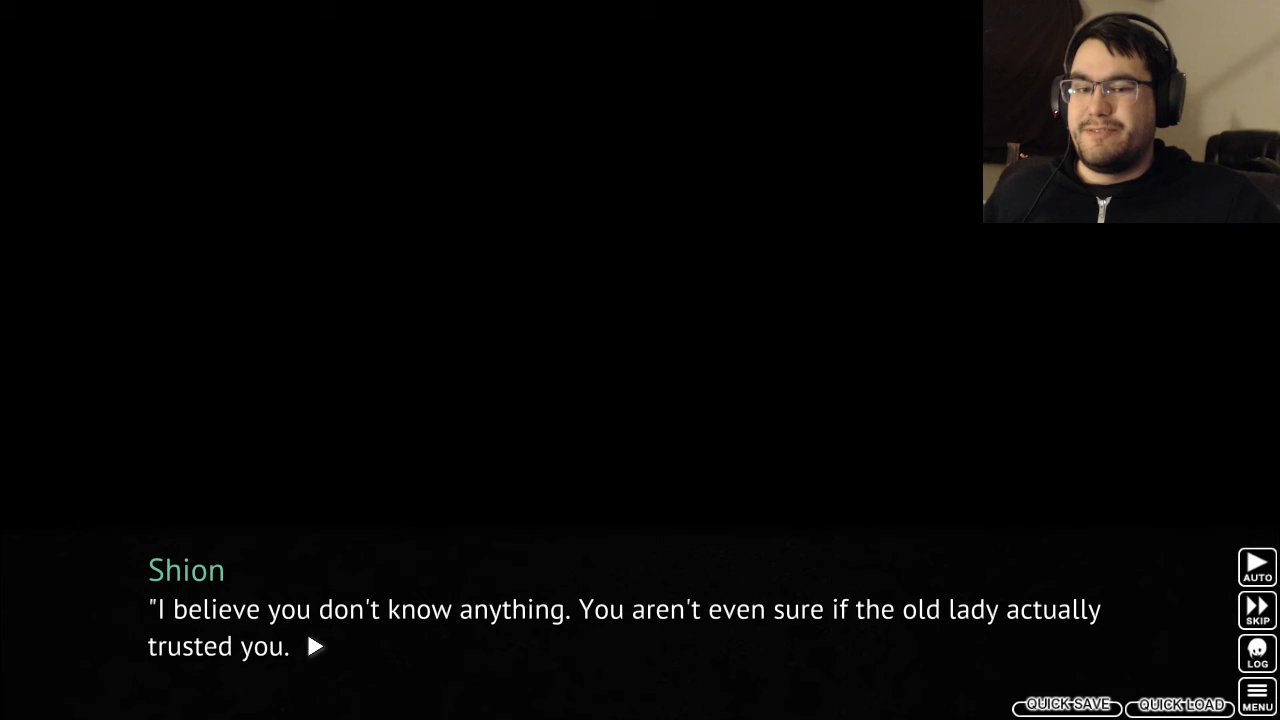 Shion
"I believe you don't know anything. You aren't even sure if the old lady actually
trusted you.
AUTO
SKIP
LOG
MENU
QUICK SAVE QUICK LOAD